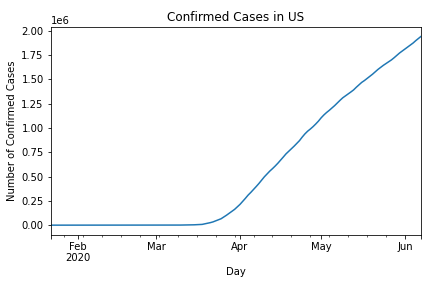 Confirmed Cases in US
1e6
2.00
1.75
1.50
1.25
1.00
0.75
0.50
0.25
0.00
Number of Confirmed Cases
Feb Mar Apr May Jun
2020
Day